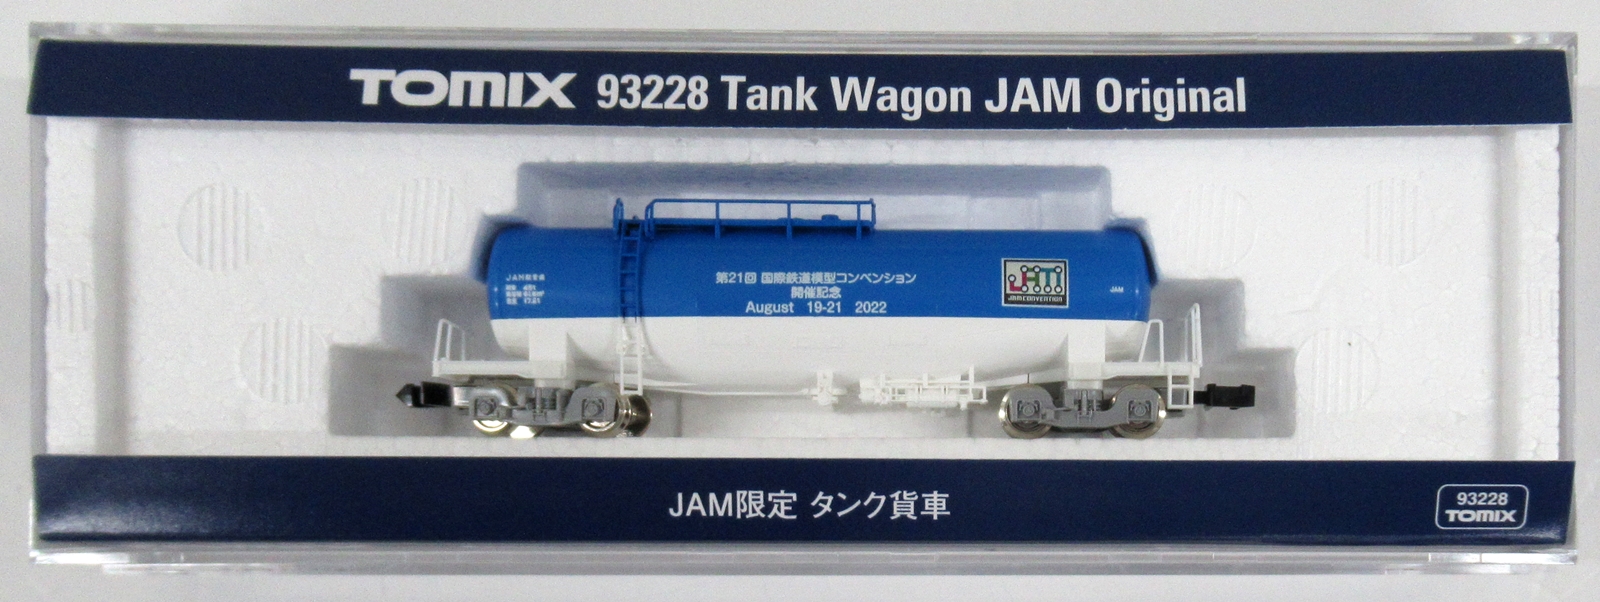 TOMIX 93228 Tank Wagon JAM Original
第21回 国際鉄道模型コンベンション
開催記念
August 19-21 2022
JAM
JAM CONVENTION
JAM
JAM限定 タンク貨車
93228
TOMIX